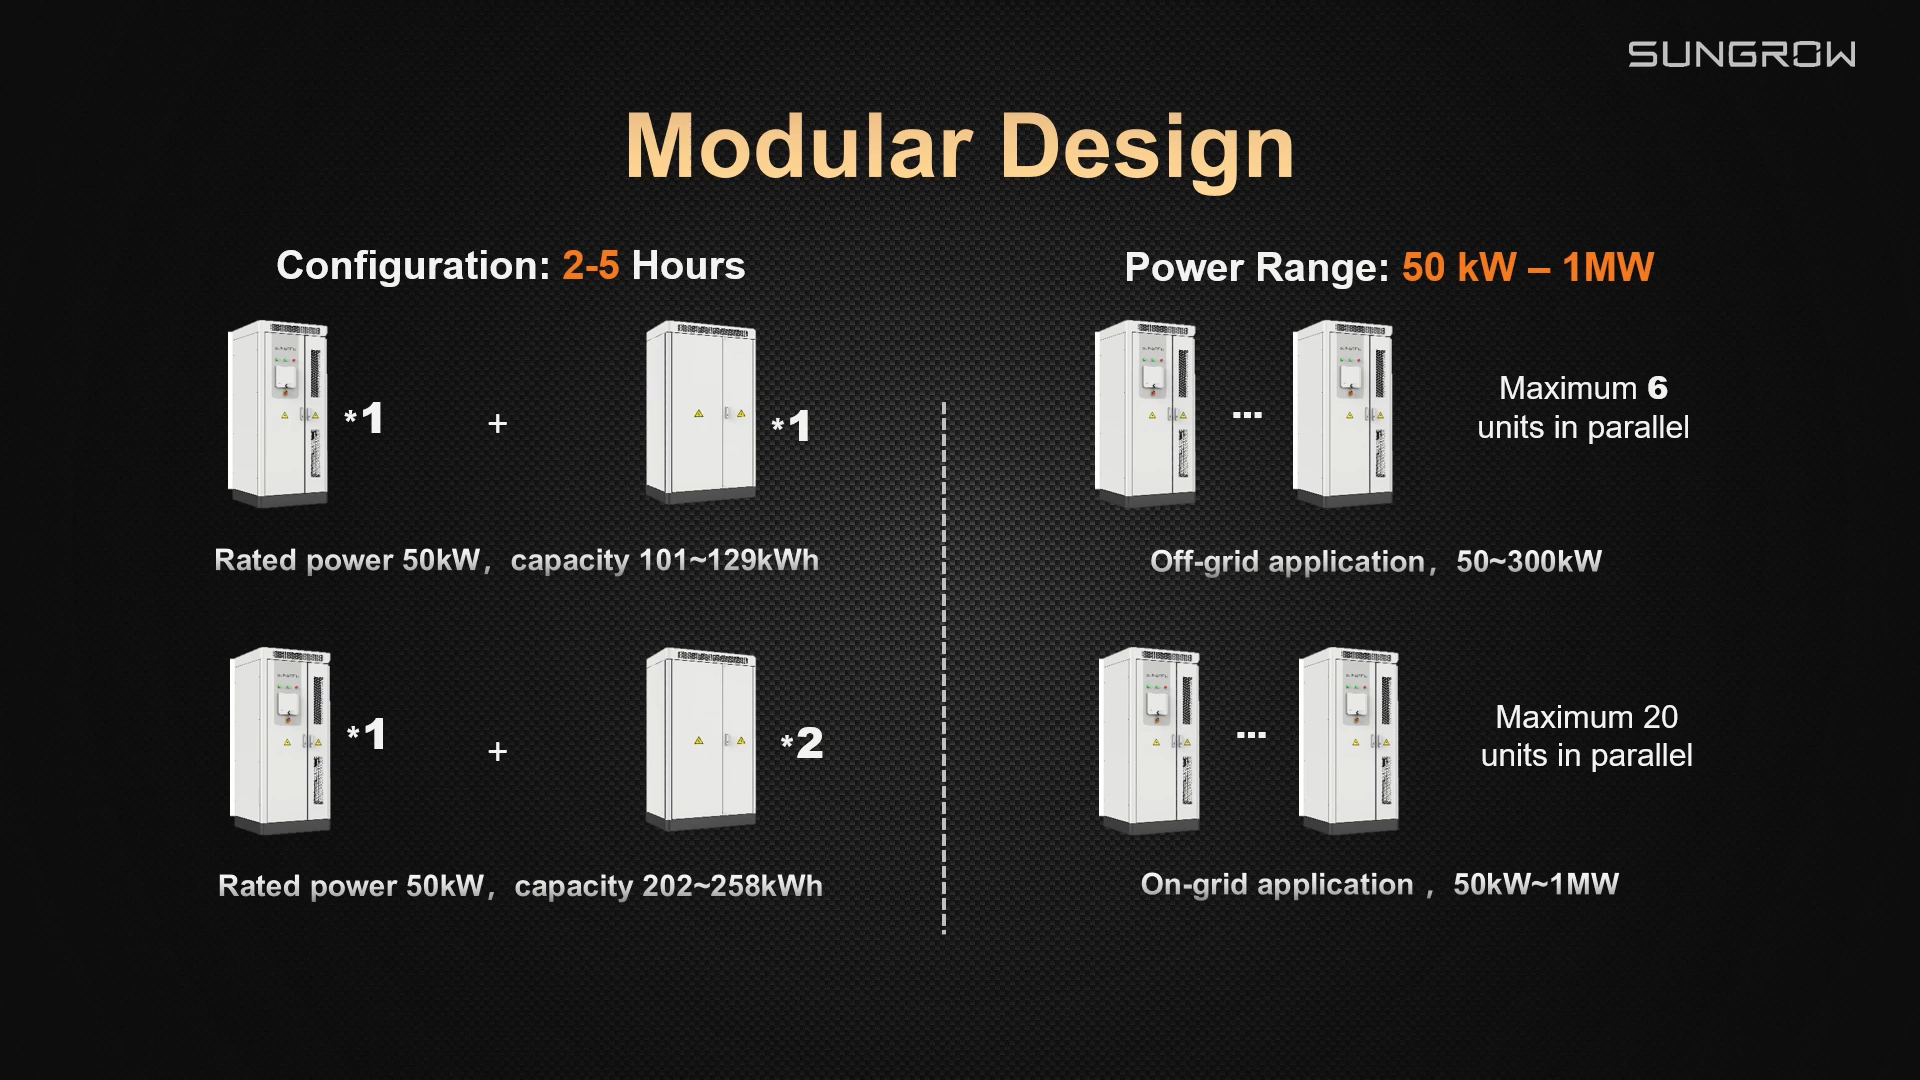 SUNGROW
Modular Design
Configuration: 2-5 Hours
*1
+
*1
Rated power 50kW，capacity 101~129kWh
*1
+
*2
Rated power 50kW，capacity 202~258kWh
Power Range: 50 kW – 1MW
...
Maximum 6
units in parallel
Off-grid application，50~300kW
...
Maximum 20
units in parallel
On-grid application，50kW~1MW